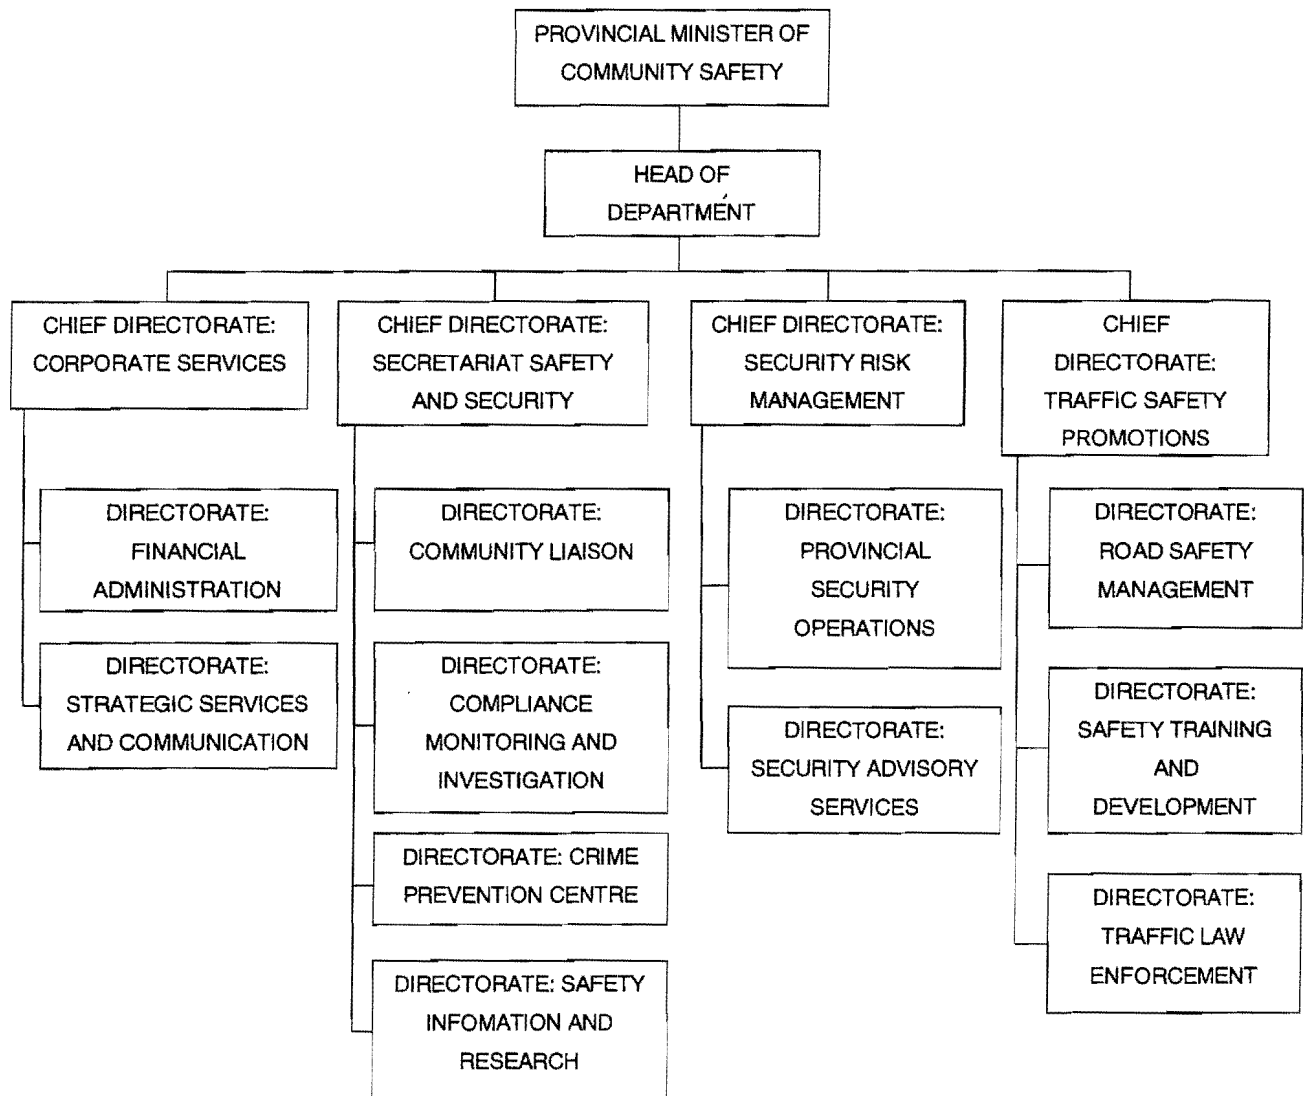 PROVINCIAL MINISTER OF
COMMUNITY SAFETY
HEAD OF
DEPARTMENT
CHIEF DIRECTORATE:
CORPORATE SERVICES
DIRECTORATE:
FINANCIAL
ADMINISTRATION
DIRECTORATE:
STRATEGIC SERVICES
AND COMMUNICATION
CHIEF DIRECTORATE:
SECRETARIAT SAFETY
AND SECURITY
DIRECTORATE:
COMMUNITY LIAISON
DIRECTORATE:
COMPLIANCE
MONITORING AND
INVESTIGATION
DIRECTORATE: CRIME
PREVENTION CENTRE
DIRECTORATE: SAFETY
INFOMATION AND
RESEARCH
CHIEF DIRECTORATE:
SECURITY RISK
MANAGEMENT
DIRECTORATE:
PROVINCIAL
SECURITY
OPERATIONS
DIRECTORATE:
SECURITY ADVISORY
SERVICES
CHIEF
DIRECTORATE:
TRAFFIC SAFETY
PROMOTIONS
DIRECTORATE:
ROAD SAFETY
MANAGEMENT
DIRECTORATE:
SAFETY TRAINING
AND
DEVELOPMENT
DIRECTORATE:
TRAFFIC LAW
ENFORCEMENT